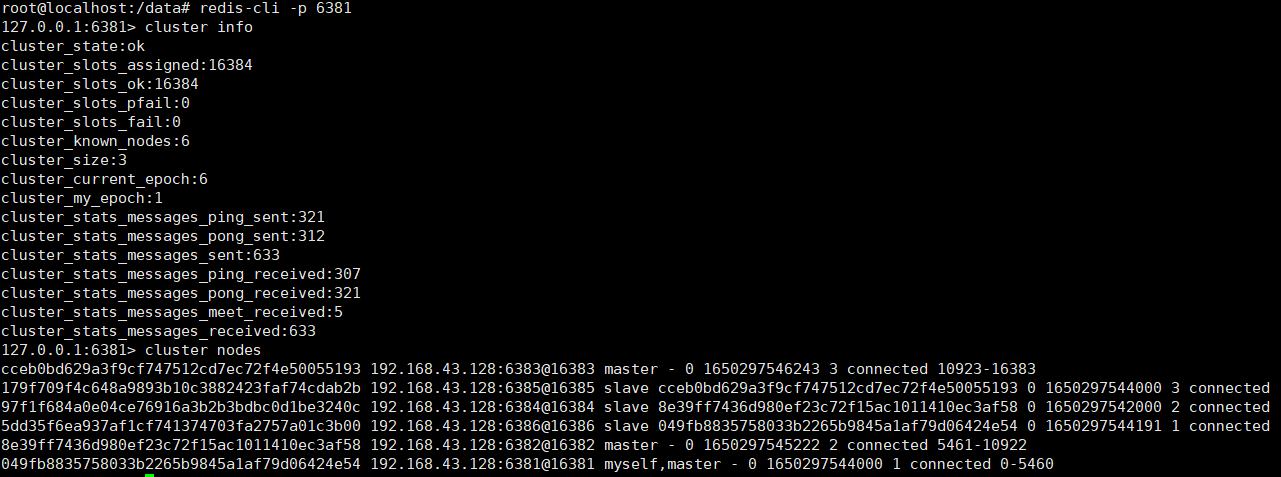 root@localhost:/data# redis-cli -p 6381
127.0.0.1:6381> cluster info
cluster_state:ok
cluster_slots_assigned:16384
cluster_slots_ok:16384
cluster_slots_pfail:0
cluster_slots_fail:0
cluster_known_nodes:6
cluster_size:3
cluster_current_epoch:6
cluster_my_epoch:1
cluster_stats_messages_ping_sent:321
cluster_stats_messages_pong_sent:312
cluster_stats_messages_sent:633
cluster_stats_messages_ping_received:307
cluster_stats_messages_pong_received:321
cluster_stats_messages_meet_received:5
cluster_stats_messages_received:633
127.0.0.1:6381> cluster nodes
cceb0bd629a3f9cf747512cd7ec72f4e50055193 192.168.43.128:6383@16383 master - 0 1650297546243 3 connected 10923-16383
179f709f4c648a9893b10c3882423faf74cdab2b 192.168.43.128:6385@16385 slave cceb0bd629a3f9cf747512cd7ec72f4e50055193 0 1650297544000 3 connected
97f1f684a0e04ce76916a3b2b3bdbc0d1be3240c 192.168.43.128:6384@16384 slave 8e39ff7436d980ef23c72f15ac1011410ec3af58 0 1650297542000 2 connected
5dd35f6ea937af1cf741374703fa2757a01c3b00 192.168.43.128:6386@16386 slave 049fb8835758033b2265b9845a1af79d06424e54 0 1650297544191 1 connected
8e39ff7436d980ef23c72f15ac1011410ec3af58 192.168.43.128:6382@16382 master - 0 1650297545222 2 connected 5461-10922
049fb8835758033b2265b9845a1af79d06424e54 192.168.43.128:6381@16381 myself,master - 0 1650297544000 1 connected 0-5460